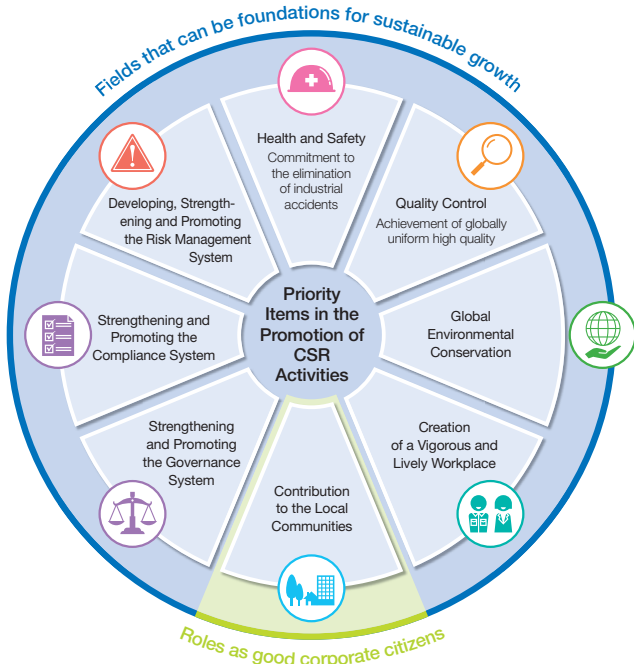 Fields that can be foundations for sustainable growth
Health and Safety
Commitment to
the elimination
of industrial
accidents
Quality Control
Achievement of globally
uniform high quality
Global
Environmental
Conservation
Creation
of a Vigorous and
Lively Workplace
Contribution
to the Local
Communities
Strengthening
and Promoting
the Governance
System
Strengthening and
Promoting the
Compliance System
Developing, Strength-
ening and Promoting
the Risk Management
System
Priority
Items in the
Promotion of
CSR
Activities
Roles as good corporate citizens